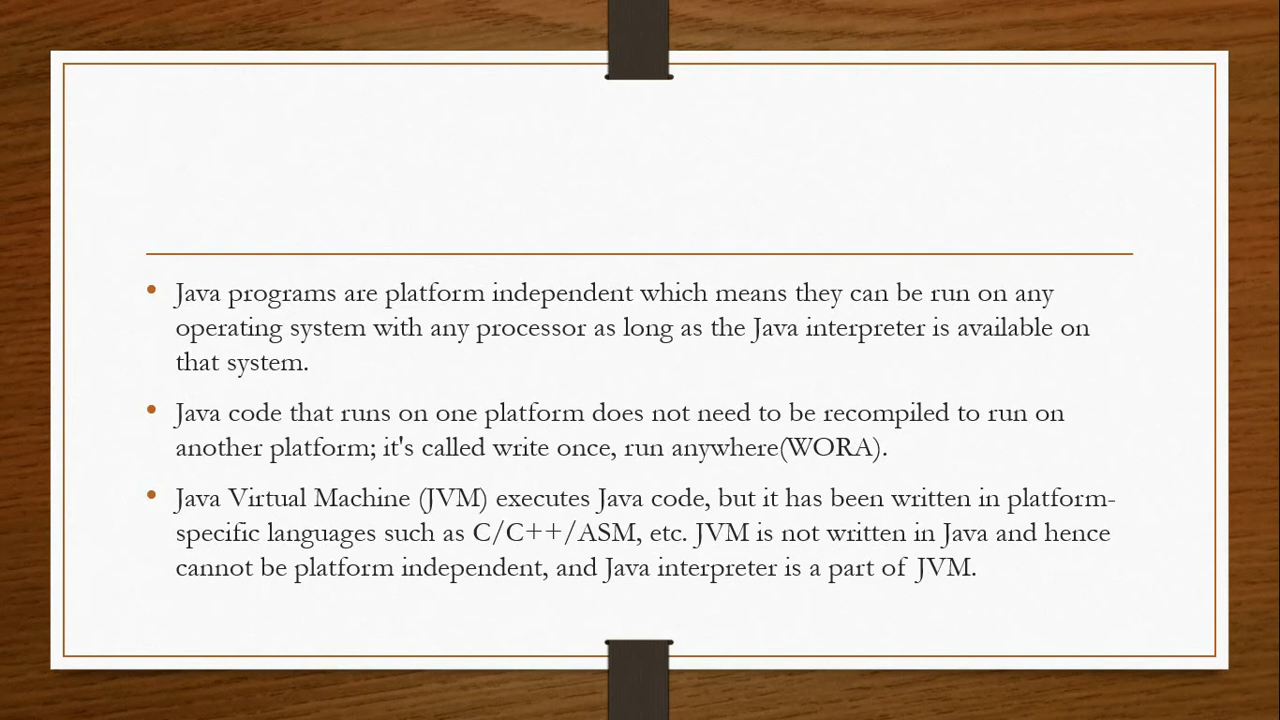 • Java programs are platform independent which means they can be run on any
operating system with any processor as long as the Java interpreter is available on
that system.
• Java code that runs on one platform does not need to be recompiled to run on
another platform; it's called write once, run anywhere(WORA).
• Java Virtual Machine (JVM) executes Java code, but it has been written in platform-
specific languages such as C/C++/ASM, etc. JVM is not written in Java and hence
cannot be platform independent, and Java interpreter is a part of JVM.